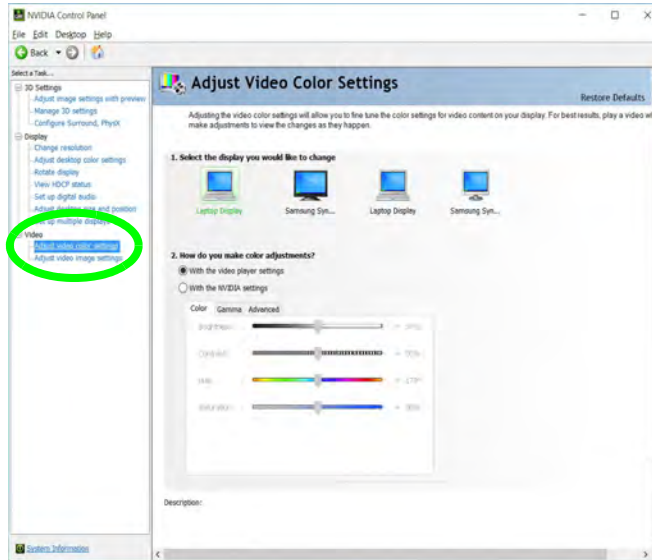 NVIDIA Control Panel
File Edit Desktop Help
Back
Select a Task...
3D Settings
Adjust image settings with preview
Manage 3D settings
Configure Surround, PhysX
Display
Change resolution
Adjust desktop color settings
Rotate display
View HDCP status
Set up digital audio
Adjust desktop size and position
Set up multiple displays
Video
Adjust video color settings
Adjust video image settings
System Information
Adjust Video Color Settings
Restore Defaults
Adjusting the video color settings will allow you to fine tune the color settings for video content on your display. For best results, play a video
make adjustments to view the changes as they happen.
1. Select the display you would like to change
Laptop Display Samsung Syn... Laptop Display Samsung Syn...
2. How do you make color adjustments?
With the video player settings
With the NVIDIA settings
Color Gamma Advanced
Brightness
Contrast
Hue
Saturation
Description: